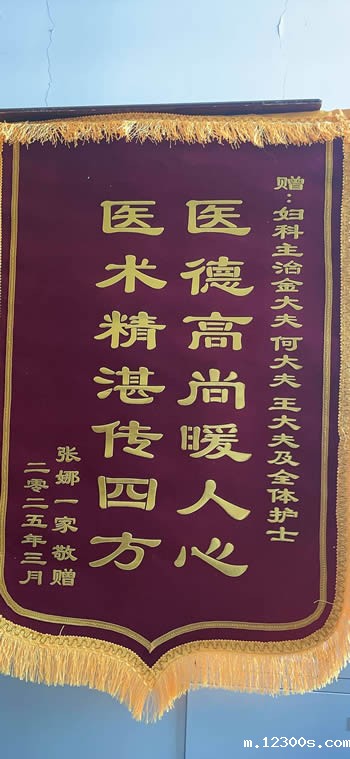 赠：妇科主治金大夫 何大夫 王大夫及全体护士
医德高尚暖人心
医术精湛传四方
张娜一家敬赠
二零二五年三月
m.12300s.com